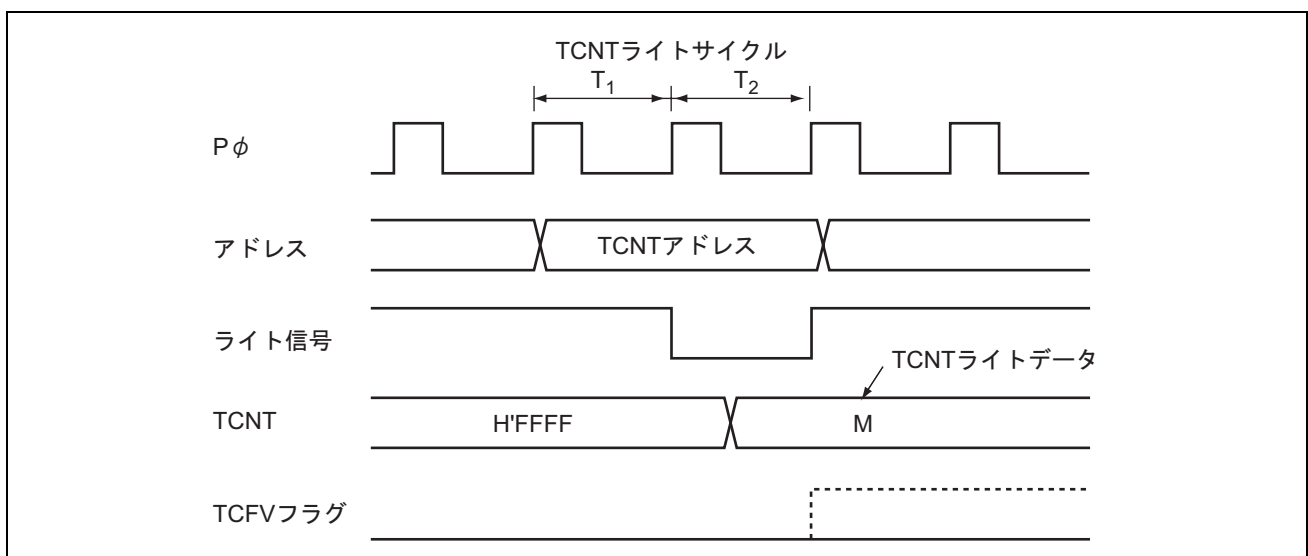 TCNTライトサイクル
T1 T2
Pφ
アドレス TCNTアドレス
ライト信号
TCNTライトデータ
TCNT H'FFFF M
TCFVフラグ